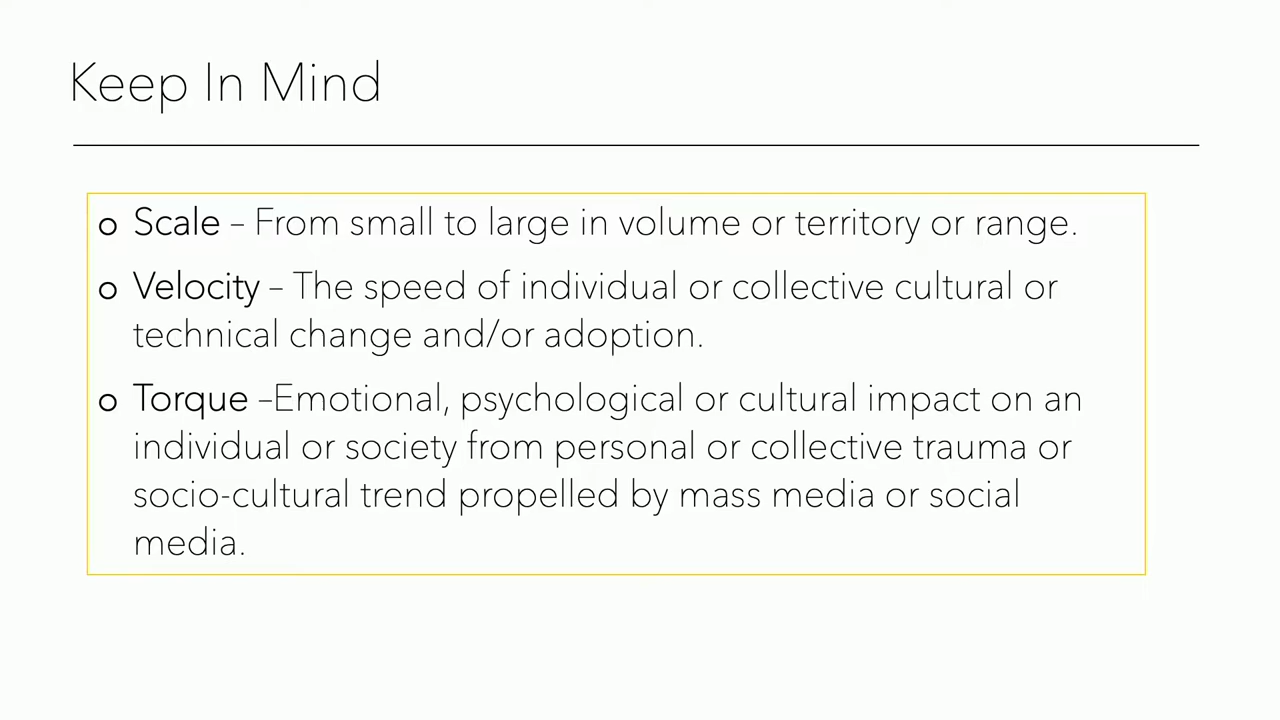 Keep In Mind
o Scale – From small to large in volume or territory or range.
o Velocity – The speed of individual or collective cultural or
technical change and/or adoption.
o Torque –Emotional, psychological or cultural impact on an
individual or society from personal or collective trauma or
socio-cultural trend propelled by mass media or social
media.